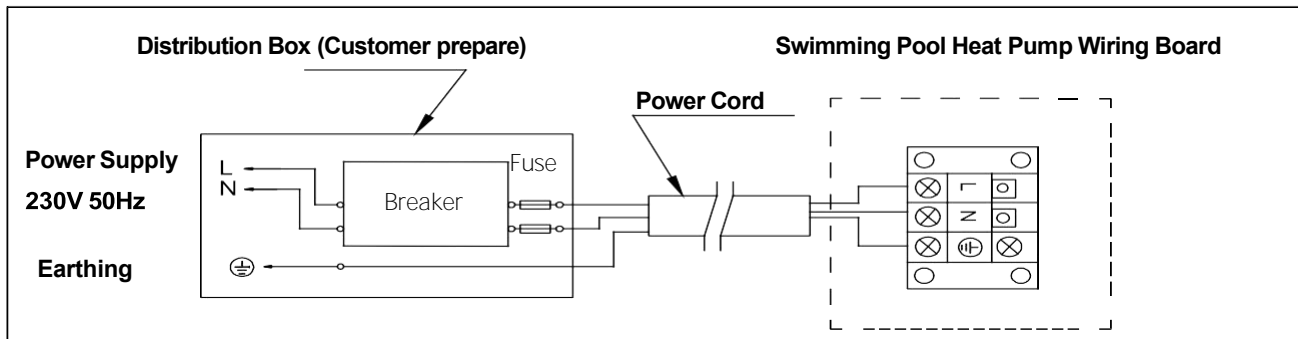 Distribution Box (Customer prepare)
Swimming Pool Heat Pump Wiring Board
Power Cord
Power Supply
230V 50Hz
L
N
Fuse
Breaker
Earthing
L
N